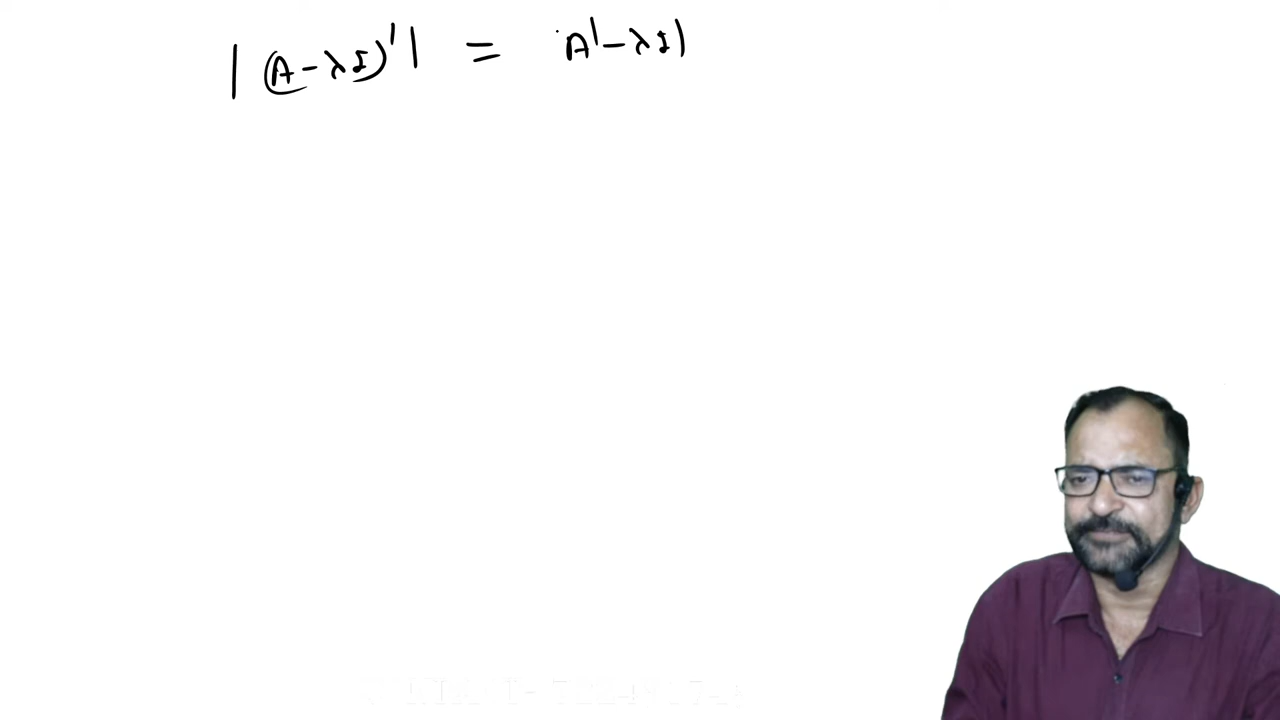 | (A - λI)' | = A' - λI |